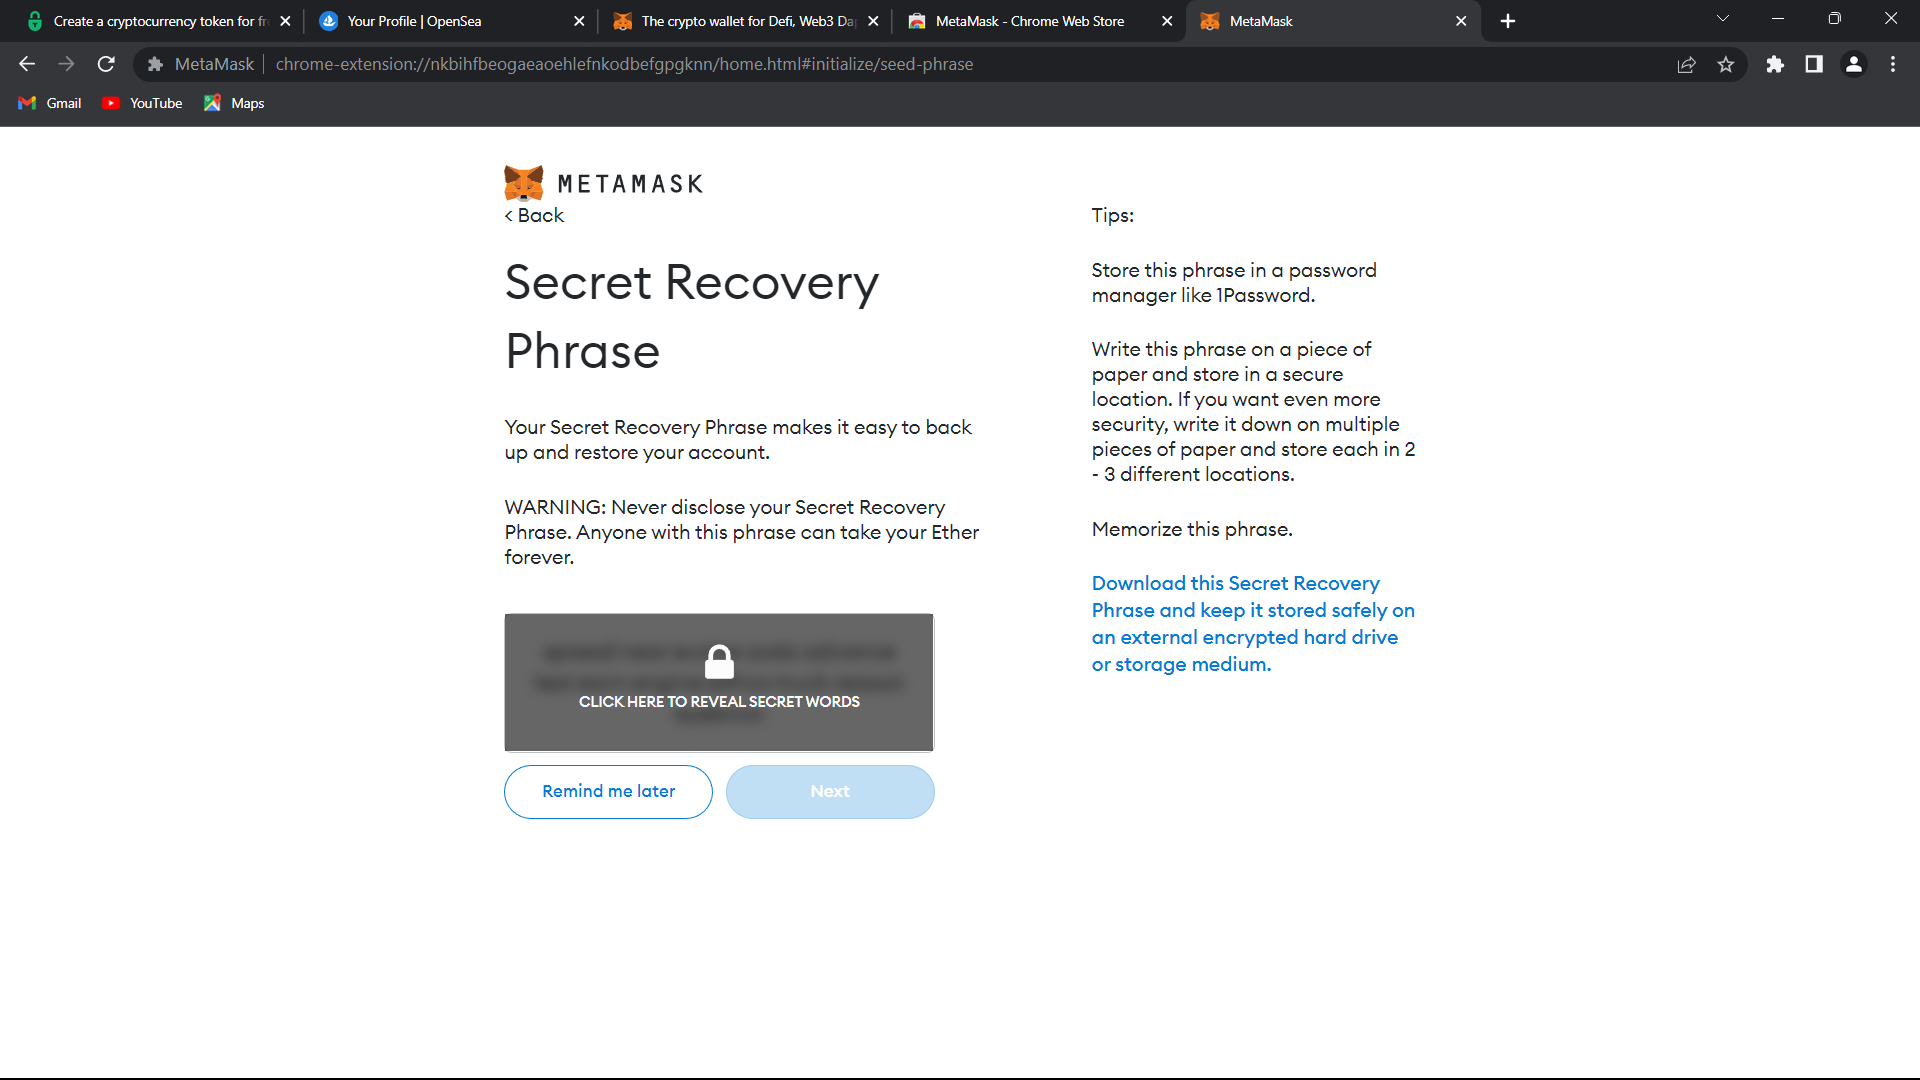 Create a cryptocurrency token for fr
Your Profile | OpenSea
The crypto wallet for Defi, Web3 Da
MetaMask - Chrome Web Store
MetaMask
MetaMask
chrome-extension://nkbihfbeogaeaoehlefnkodbefgpgknn/home.html#initialize/seed-phrase
Gmail
YouTube
Maps
METAMASK
< Back
Secret Recovery
Phrase
Your Secret Recovery Phrase makes it easy to back
up and restore your account.
WARNING: Never disclose your Secret Recovery
Phrase. Anyone with this phrase can take your Ether
forever.
CLICK HERE TO REVEAL SECRET WORDS
Remind me later
Next
Tips:
Store this phrase in a password
manager like 1Password.
Write this phrase on a piece of
paper and store in a secure
location. If you want even more
security, write it down on multiple
pieces of paper and store each in 2
- 3 different locations.
Memorize this phrase.
Download this Secret Recovery
Phrase and keep it stored safely on
an external encrypted hard drive
or storage medium.